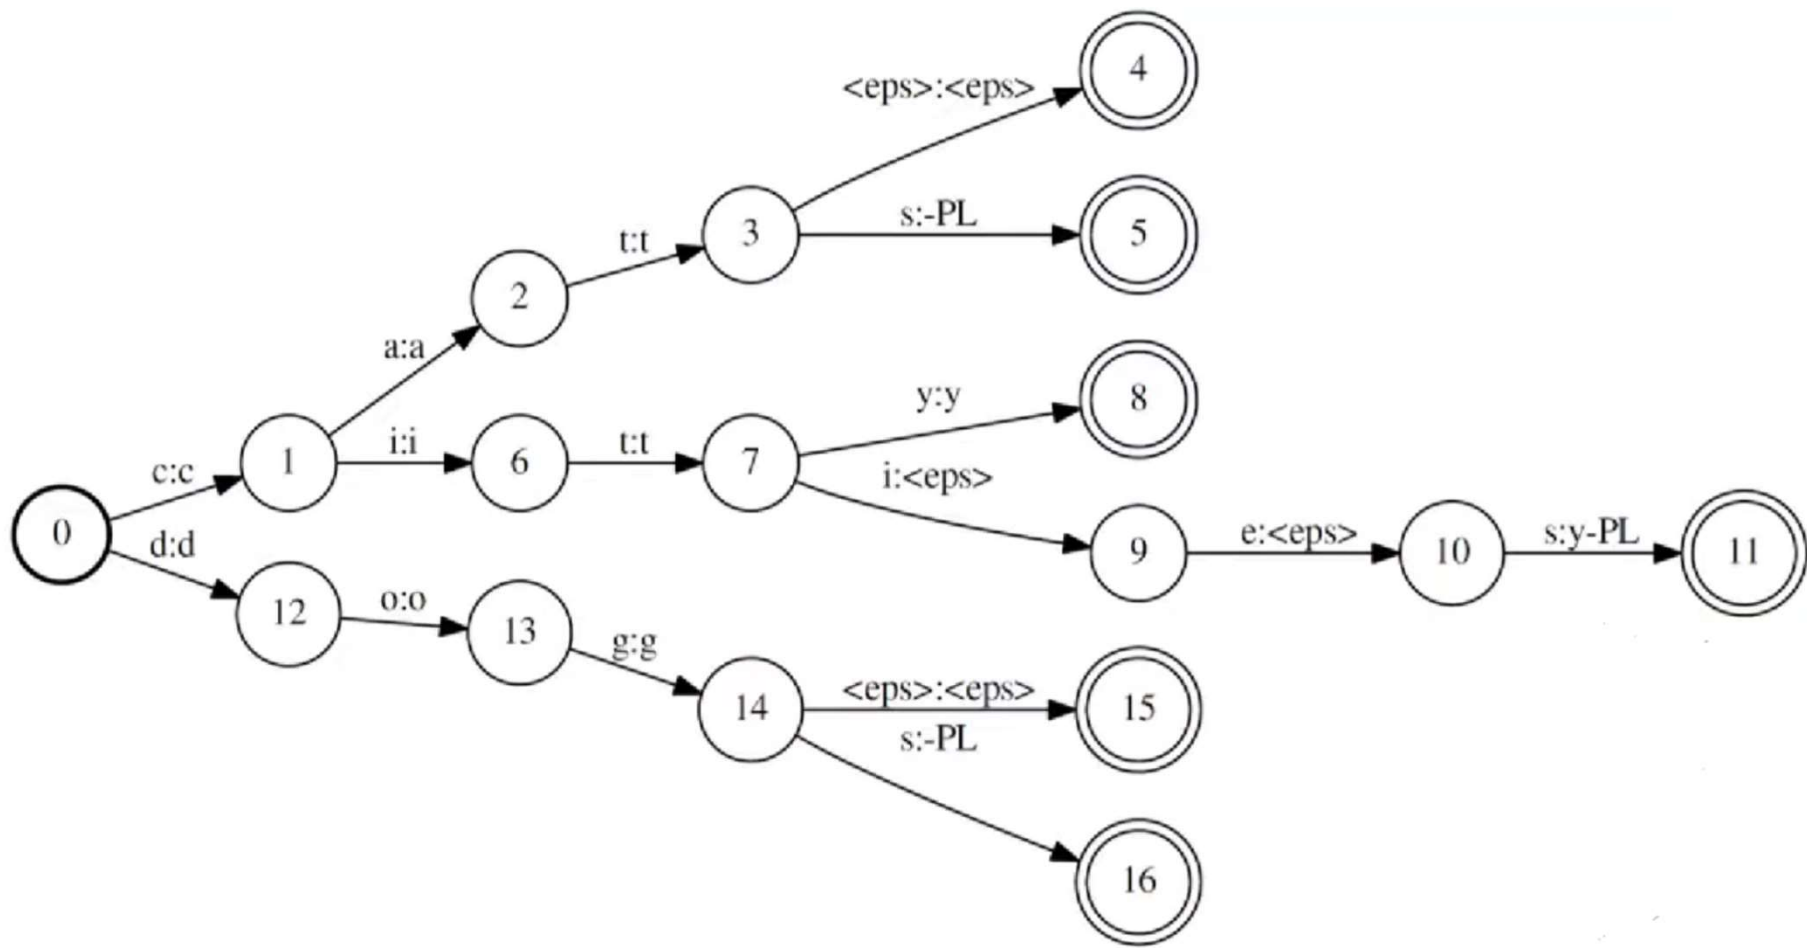 4
<eps>:<eps>
s:-PL
3
5
t:t
2
a:a
y:y
8
i:i
t:t
1
6
7
c:c
i:<eps>
0
d:d
e:<eps>
s:y-PL
9
10
11
o:o
12
13
g:g
<eps>:<eps>
14
15
s:-PL
16